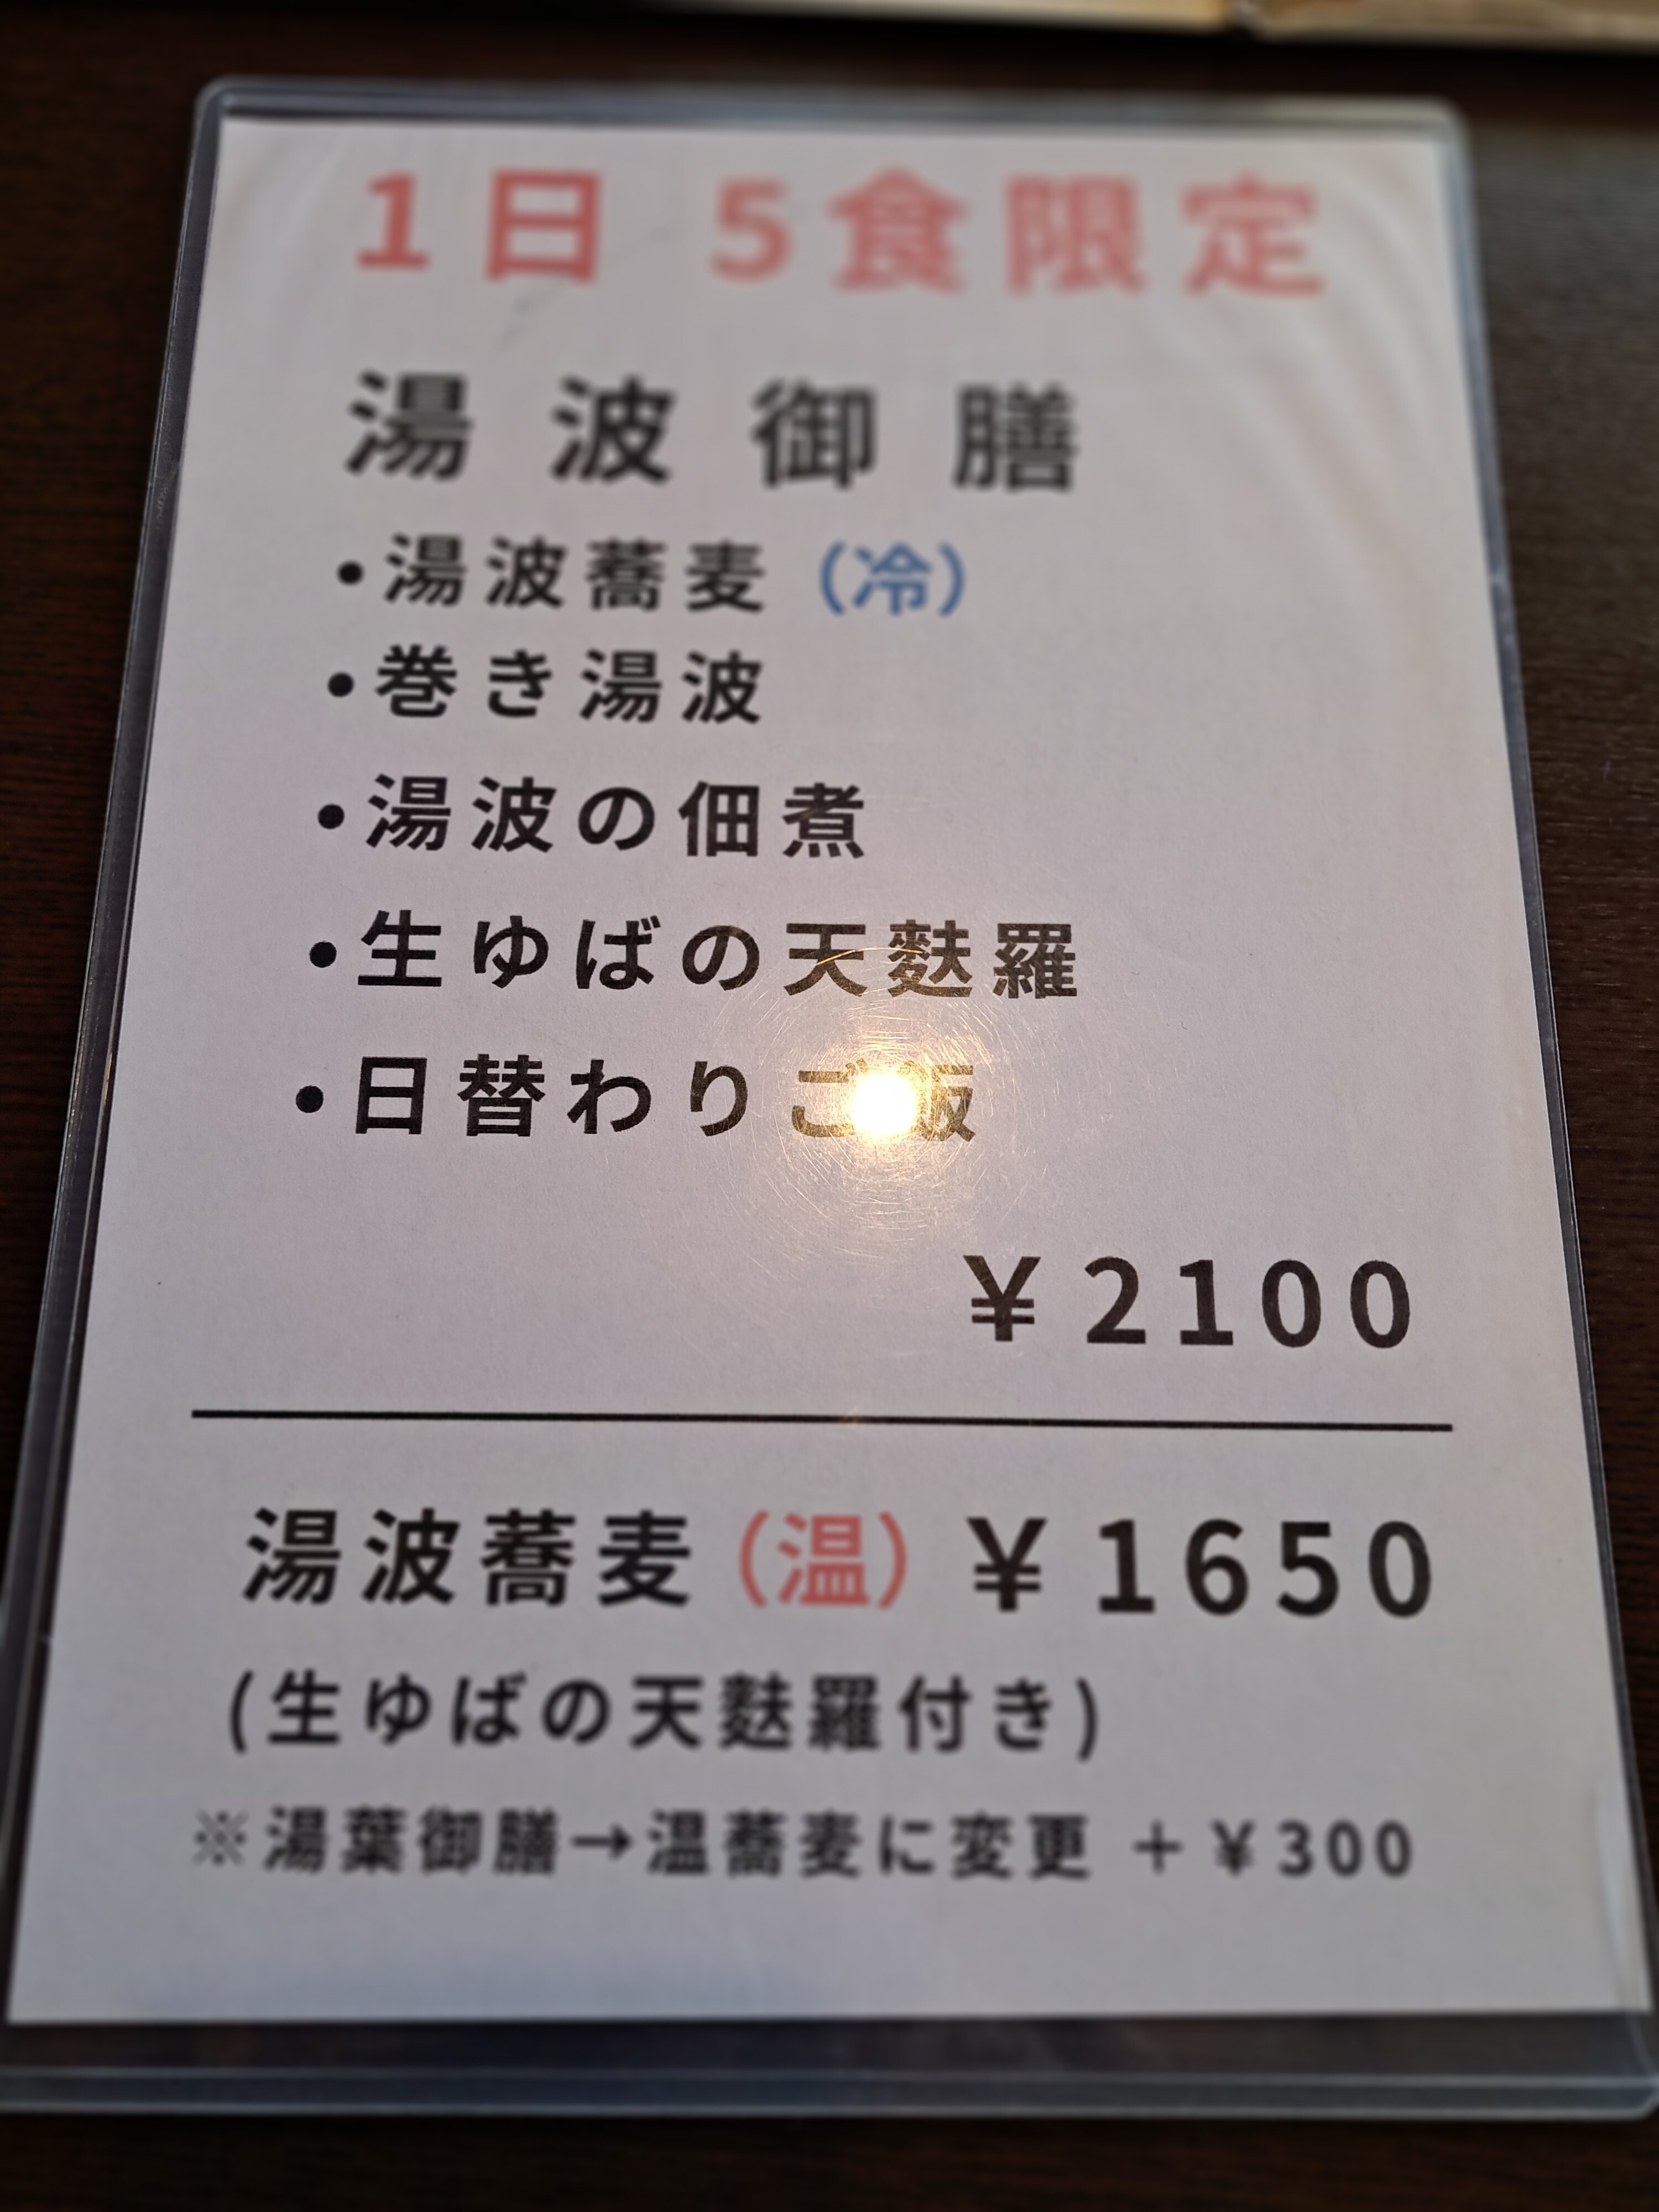 1日 5食限定
湯波御膳
•湯波蕎麦（冷）
•巻き湯波
•湯波の佃煮
•生ゆばの天麩羅
•日替わりご飯
¥2100
湯波蕎麦（温）¥1650
(生ゆばの天麩羅付き)
※湯葉御膳→温蕎麦に変更 +¥300